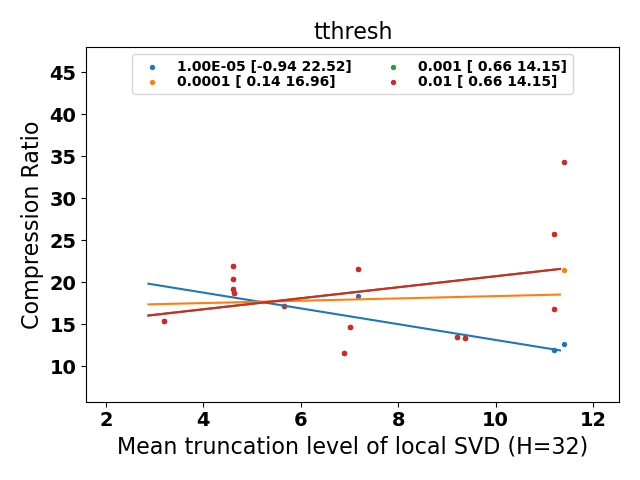 tthresh
1.00E-05 [-0.94 22.52]
0.0001 [ 0.14 16.96]
0.001 [ 0.66 14.15]
0.01 [ 0.66 14.15]
Compression Ratio
45
40
35
30
25
20
15
10
2 4 6 8 10 12
Mean truncation level of local SVD (H=32)